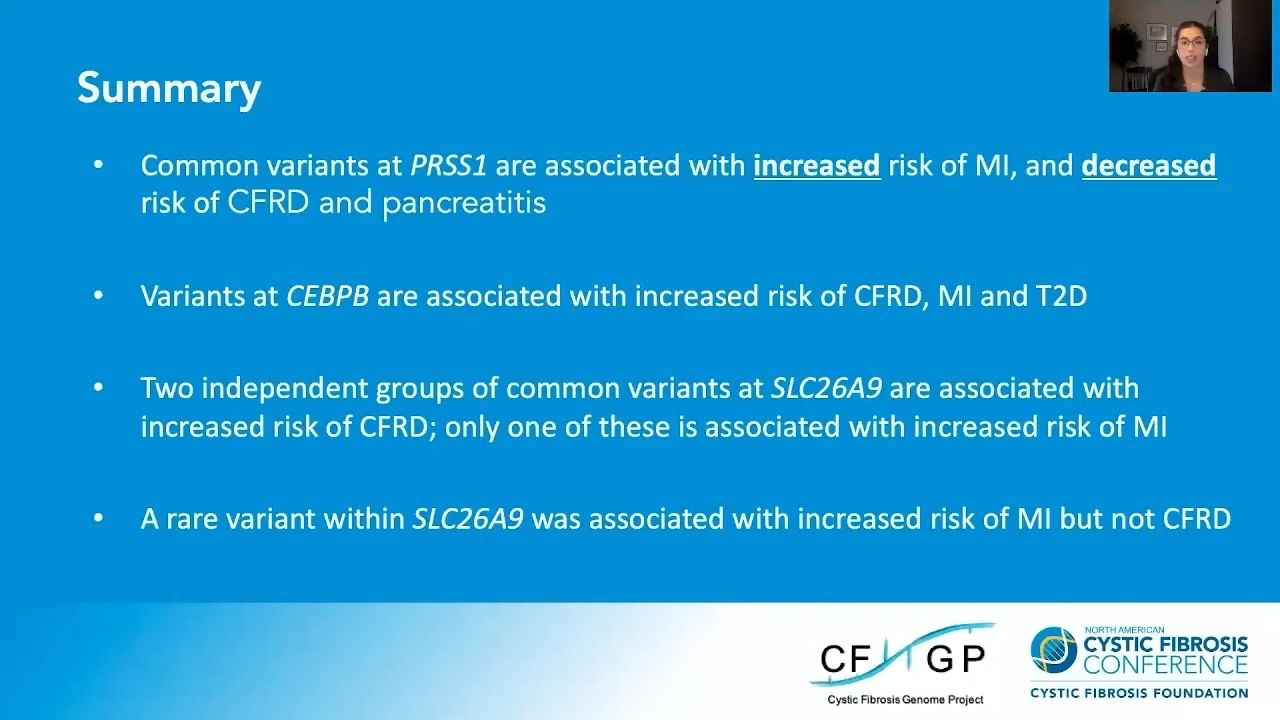 Summary
• Common variants at PRSS1 are associated with increased risk of MI, and decreased
risk of CFRD and pancreatitis
• Variants at CEBPB are associated with increased risk of CFRD, MI and T2D
• Two independent groups of common variants at SLC26A9 are associated with
increased risk of CFRD; only one of these is associated with increased risk of MI
• A rare variant within SLC26A9 was associated with increased risk of MI but not CFRD
CF GP
Cystic Fibrosis Genome Project
NORTH AMERICAN
CYSTIC FIBROSIS
CONFERENCE
CYSTIC FIBROSIS FOUNDATION